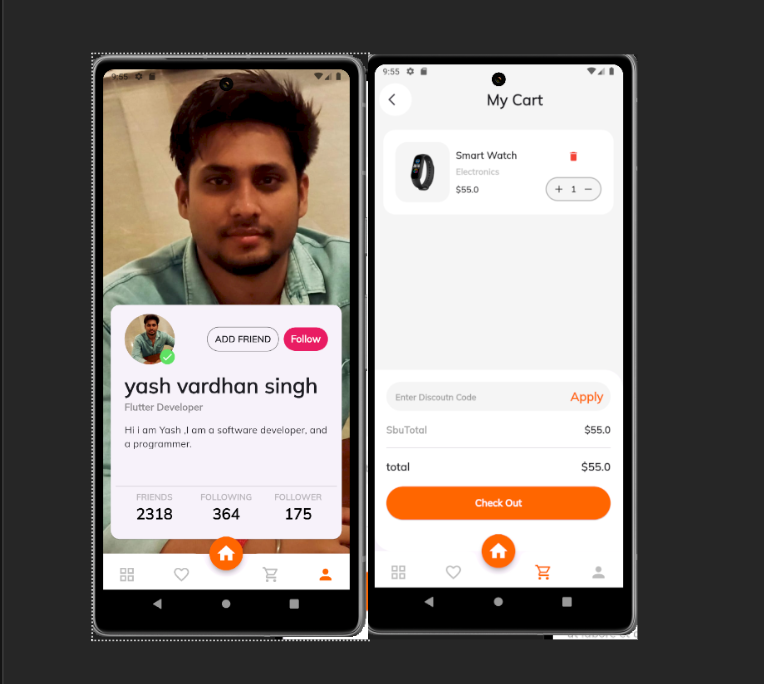 9:55
ADD FRIEND
Follow
yash vardhan singh
Flutter Developer
Hi i am Yash ,I am a software developer, and
a programmer.
FRIENDS FOLLOWING FOLLOWER
2318 364 175
9:55
My Cart
Smart Watch
Electronics
$55.0
+ 1 −
Enter Discoutn Code
Apply
SbuTotal $55.0
total $55.0
Check Out